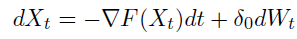 dX_t = −∇F(X_t)dt + δ_0dW_t